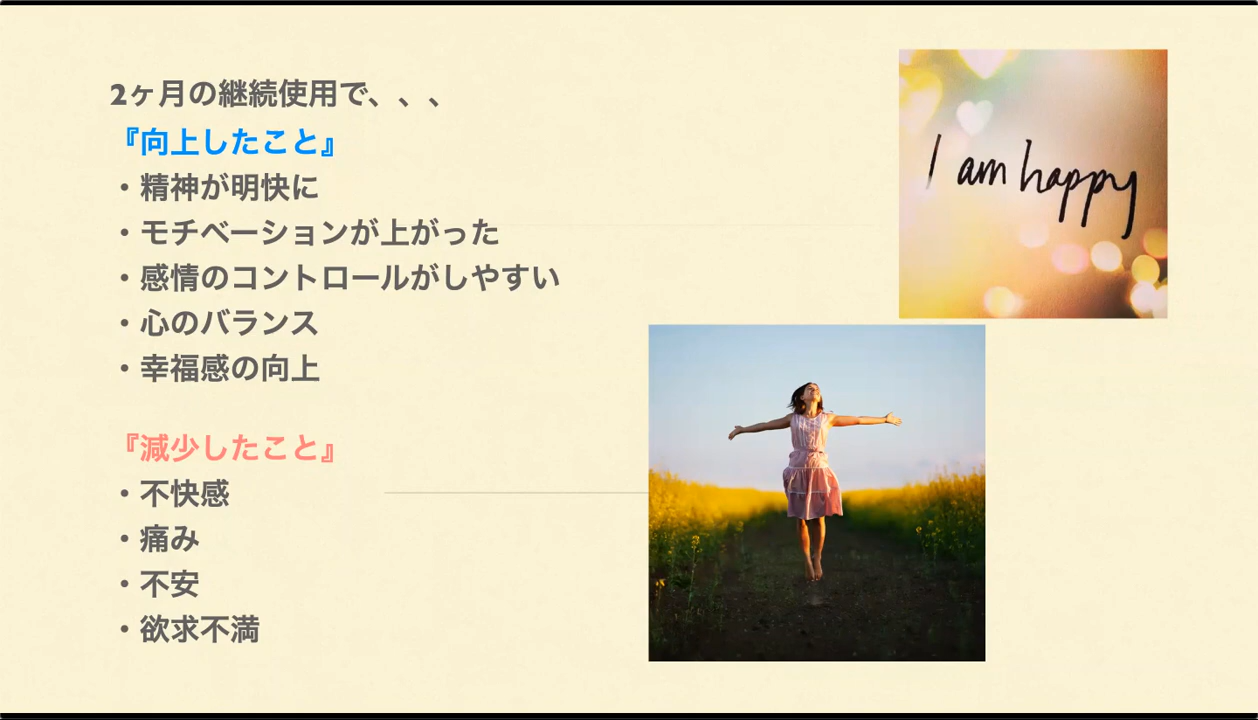 2ヶ月の継続使用で、、、
『向上したこと』
・精神が明快に
・モチベーションが上がった
・感情のコントロールがしやすい
・心のバランス
・幸福感の向上
『減少したこと』
・不快感
・痛み
・不安
・欲求不満
I am happy